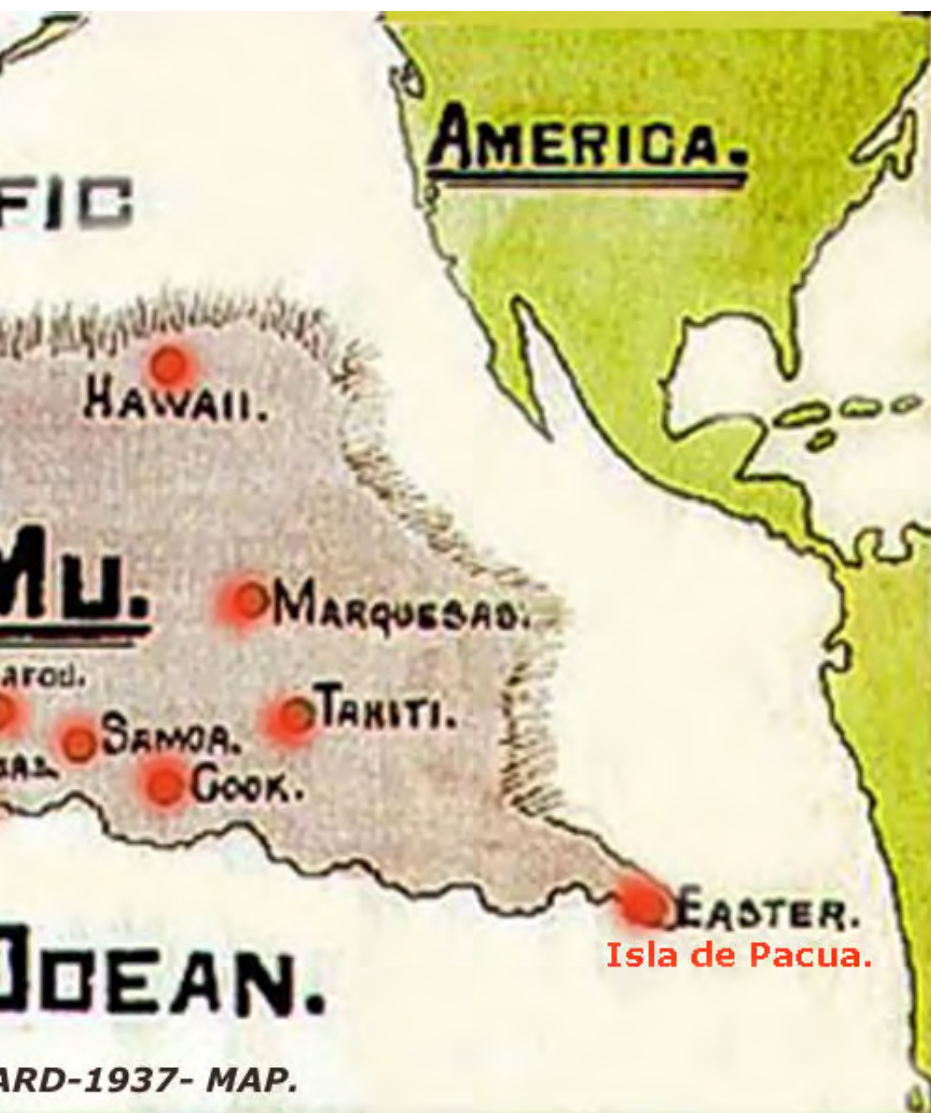 AMERICA.
FIC
HAWAII.
MU.
MARQUESAS.
TAHITI.
SAMOA.
COOK.
EASTER.
Isla de Pacua.
OCEAN.
ARD-1937- MAP.